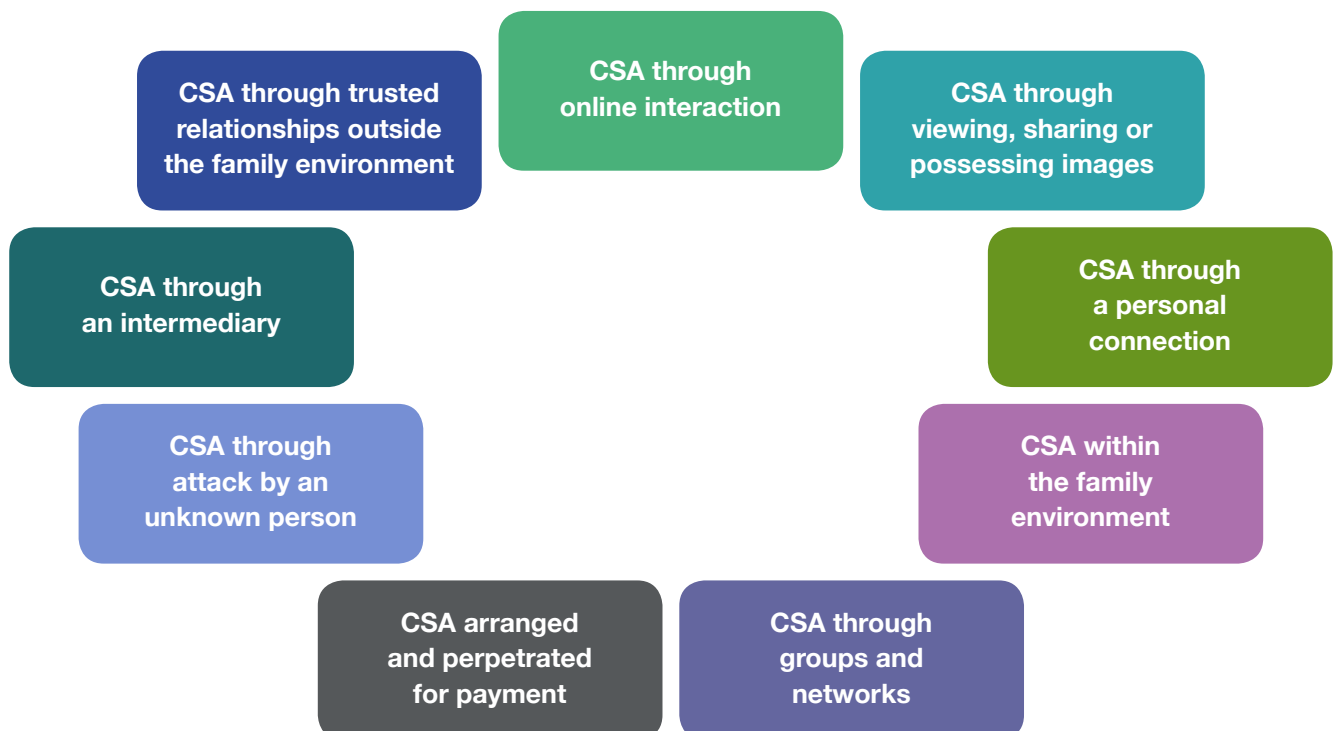 CSA through
online interaction
CSA through trusted
relationships outside
the family environment
CSA through
viewing, sharing or
possessing images
CSA through
an intermediary
CSA through
a personal
connection
CSA through
attack by an
unknown person
CSA within
the family
environment
CSA arranged
and perpetrated
for payment
CSA through
groups and
networks